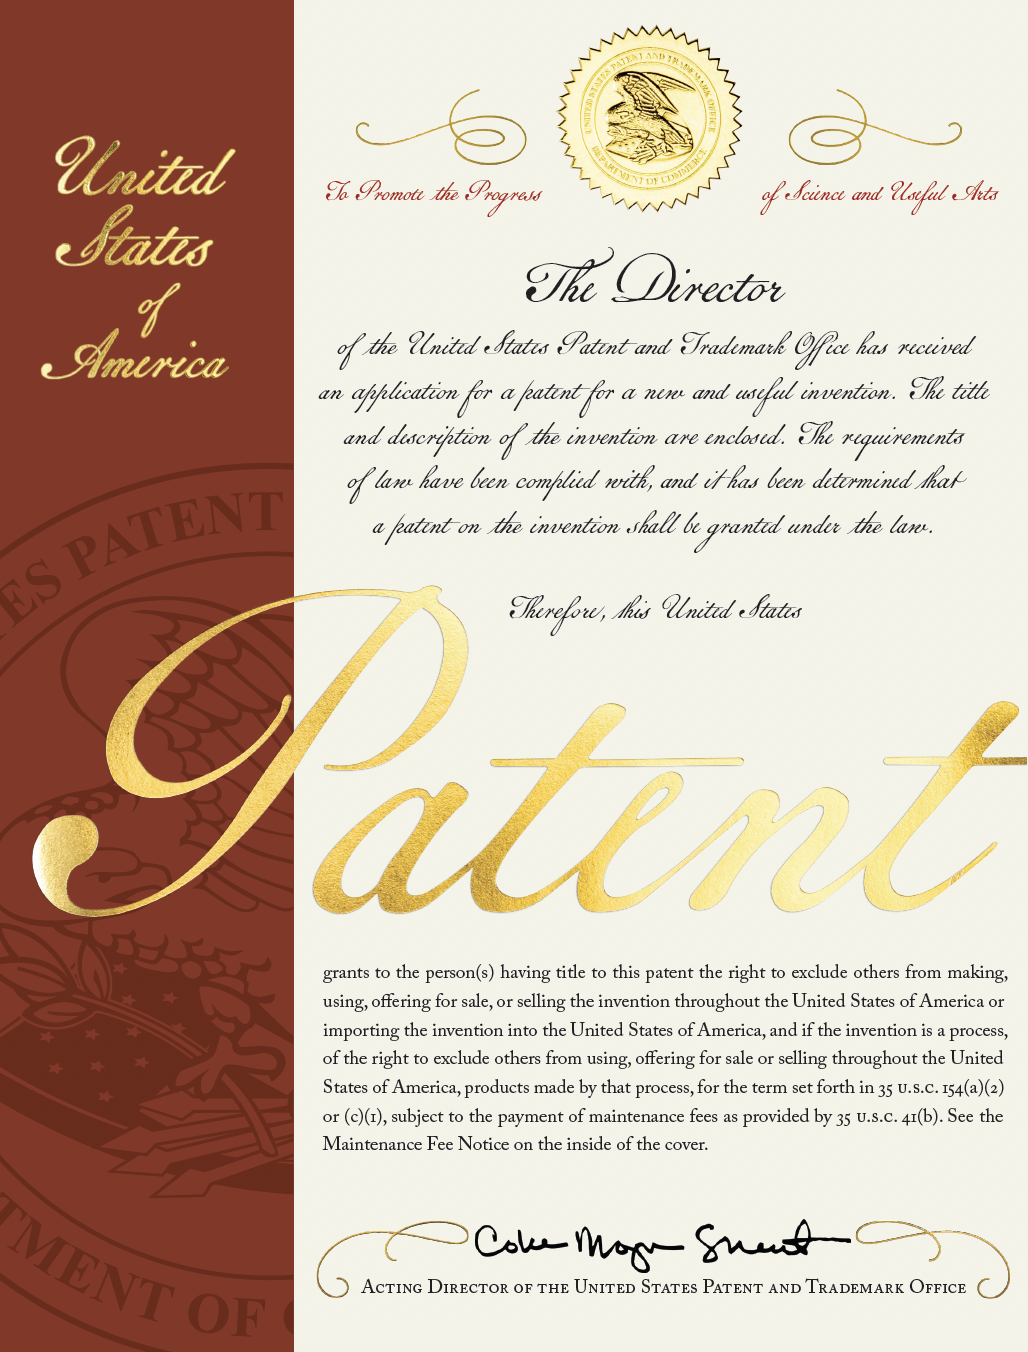 United
States
of
America
UNITED STATES PATENT AND TRADEMARK OFFICE
DEPARTMENT OF COMMERCE
To Promote the Progress
of Science and Useful Arts
The Director
of the United States Patent and Trademark Office has received
an application for a patent for a new and useful invention. The title
and description of the invention are enclosed. The requirements
of law have been complied with, and it has been determined that
a patent on the invention shall be granted under the law.
Therefore, this United States
Patent
grants to the person(s) having title to this patent the right to exclude others from making,
using, offering for sale, or selling the invention throughout the United States of America or
importing the invention into the United States of America, and if the invention is a process,
of the right to exclude others from using, offering for sale or selling throughout the United
States of America, products made by that process, for the term set forth in 35 U.S.C. 154(a)(2)
or (c)(1), subject to the payment of maintenance fees as provided by 35 U.S.C. 41(b). See the
Maintenance Fee Notice on the inside of the cover.
Acting Director of the United States Patent and Trademark Office
ES PATENT
TMENT OF